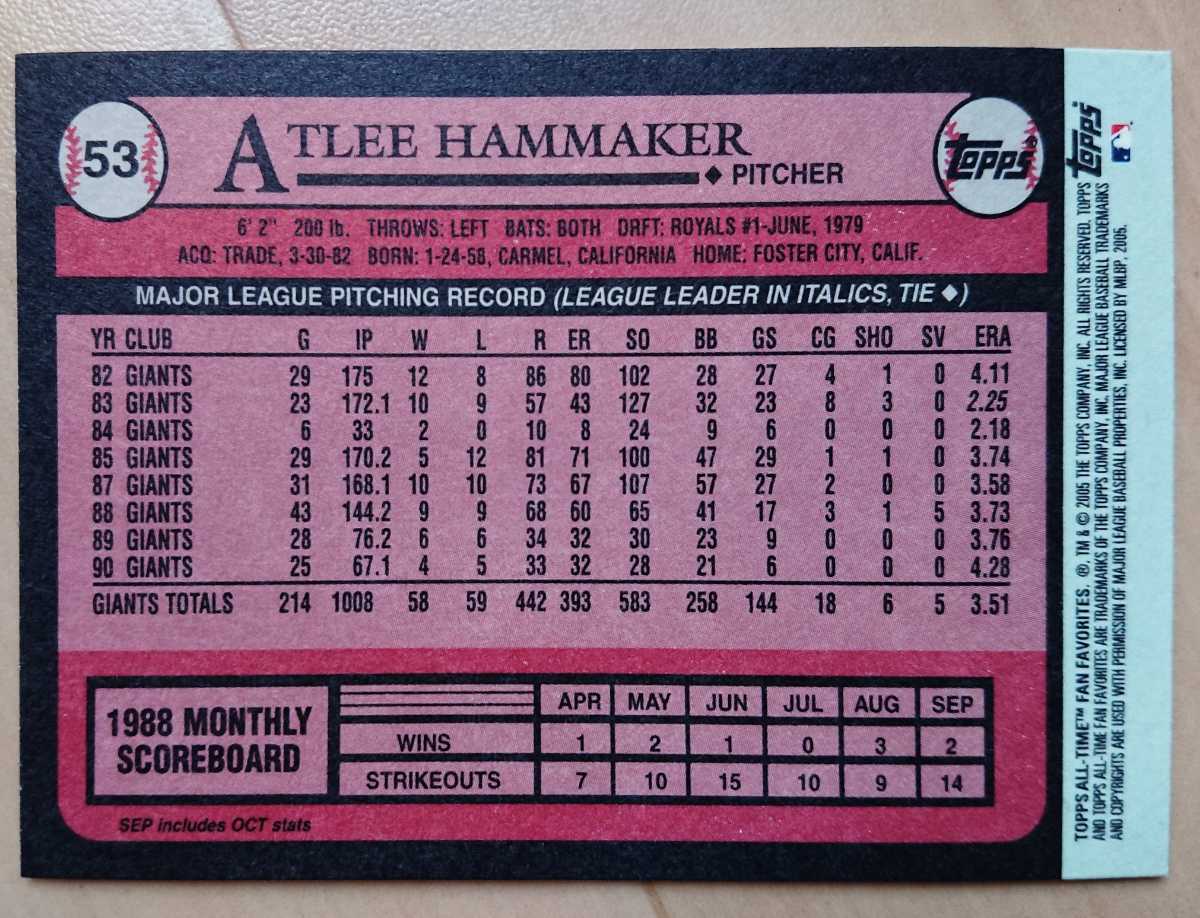 53
ATLEE HAMMAKER
◆ PITCHER
Topps®
6' 2" 200 lb. THROWS: LEFT BATS: BOTH DRFT: ROYALS #1-JUNE, 1979
ACQ: TRADE, 3-30-82 BORN: 1-24-58, CARMEL, CALIFORNIA HOME: FOSTER CITY, CALIF.
MAJOR LEAGUE PITCHING RECORD (LEAGUE LEADER IN ITALICS, TIE ◆)
YR CLUB G IP W L R ER SO BB GS CG SHO SV ERA
82 GIANTS 29 175 12 8 86 80 102 28 27 4 1 0 4.11
83 GIANTS 23 172.1 10 9 57 43 127 32 23 8 3 0 2.25
84 GIANTS 6 33 2 0 10 8 24 9 6 0 0 0 2.18
85 GIANTS 29 170.2 5 12 81 71 100 47 29 1 1 0 3.74
87 GIANTS 31 168.1 10 10 73 67 107 57 27 2 0 0 3.58
88 GIANTS 43 144.2 9 9 68 60 65 41 17 3 1 5 3.73
89 GIANTS 28 76.2 6 6 34 32 30 23 9 0 0 0 3.76
90 GIANTS 25 67.1 4 5 33 32 28 21 6 0 0 0 4.28
GIANTS TOTALS 214 1008 58 59 442 393 583 258 144 18 6 5 3.51
1988 MONTHLY
SCOREBOARD
APR MAY JUN JUL AUG SEP
WINS 1 2 1 0 3 2
STRIKEOUTS 7 10 15 10 9 14
SEP includes OCT stats
Topps
TOPPS ALL-TIME™ FAN FAVORITES. ®, TM & © 2005 THE TOPPS COMPANY, INC. ALL RIGHTS RESERVED. TOPPS
AND TOPPS ALL-TIME FAN FAVORITES ARE TRADEMARKS OF THE TOPPS COMPANY, INC. MAJOR LEAGUE BASEBALL TRADEMARKS
AND COPYRIGHTS ARE USED WITH PERMISSION OF MAJOR LEAGUE BASEBALL PROPERTIES, INC. LICENSED BY MLBP, 2005.